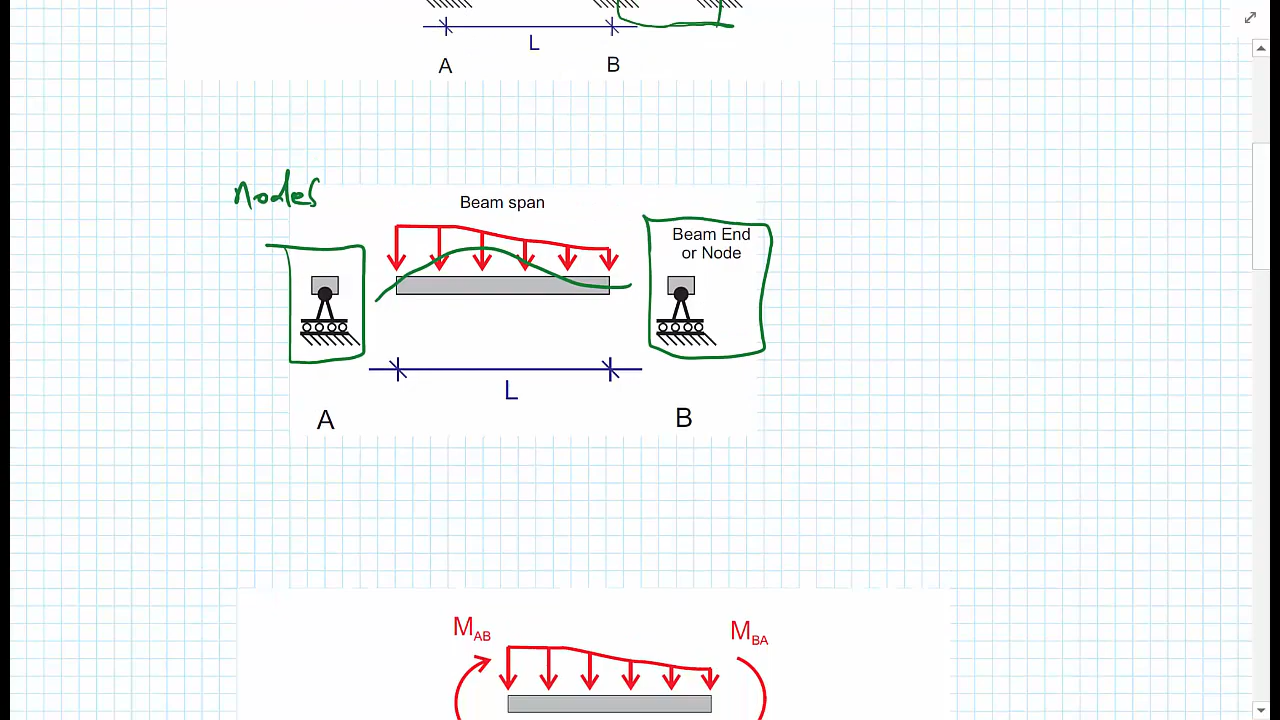 L
A B
nodes
Beam span
Beam End
or Node
L
A B
MAB MBA